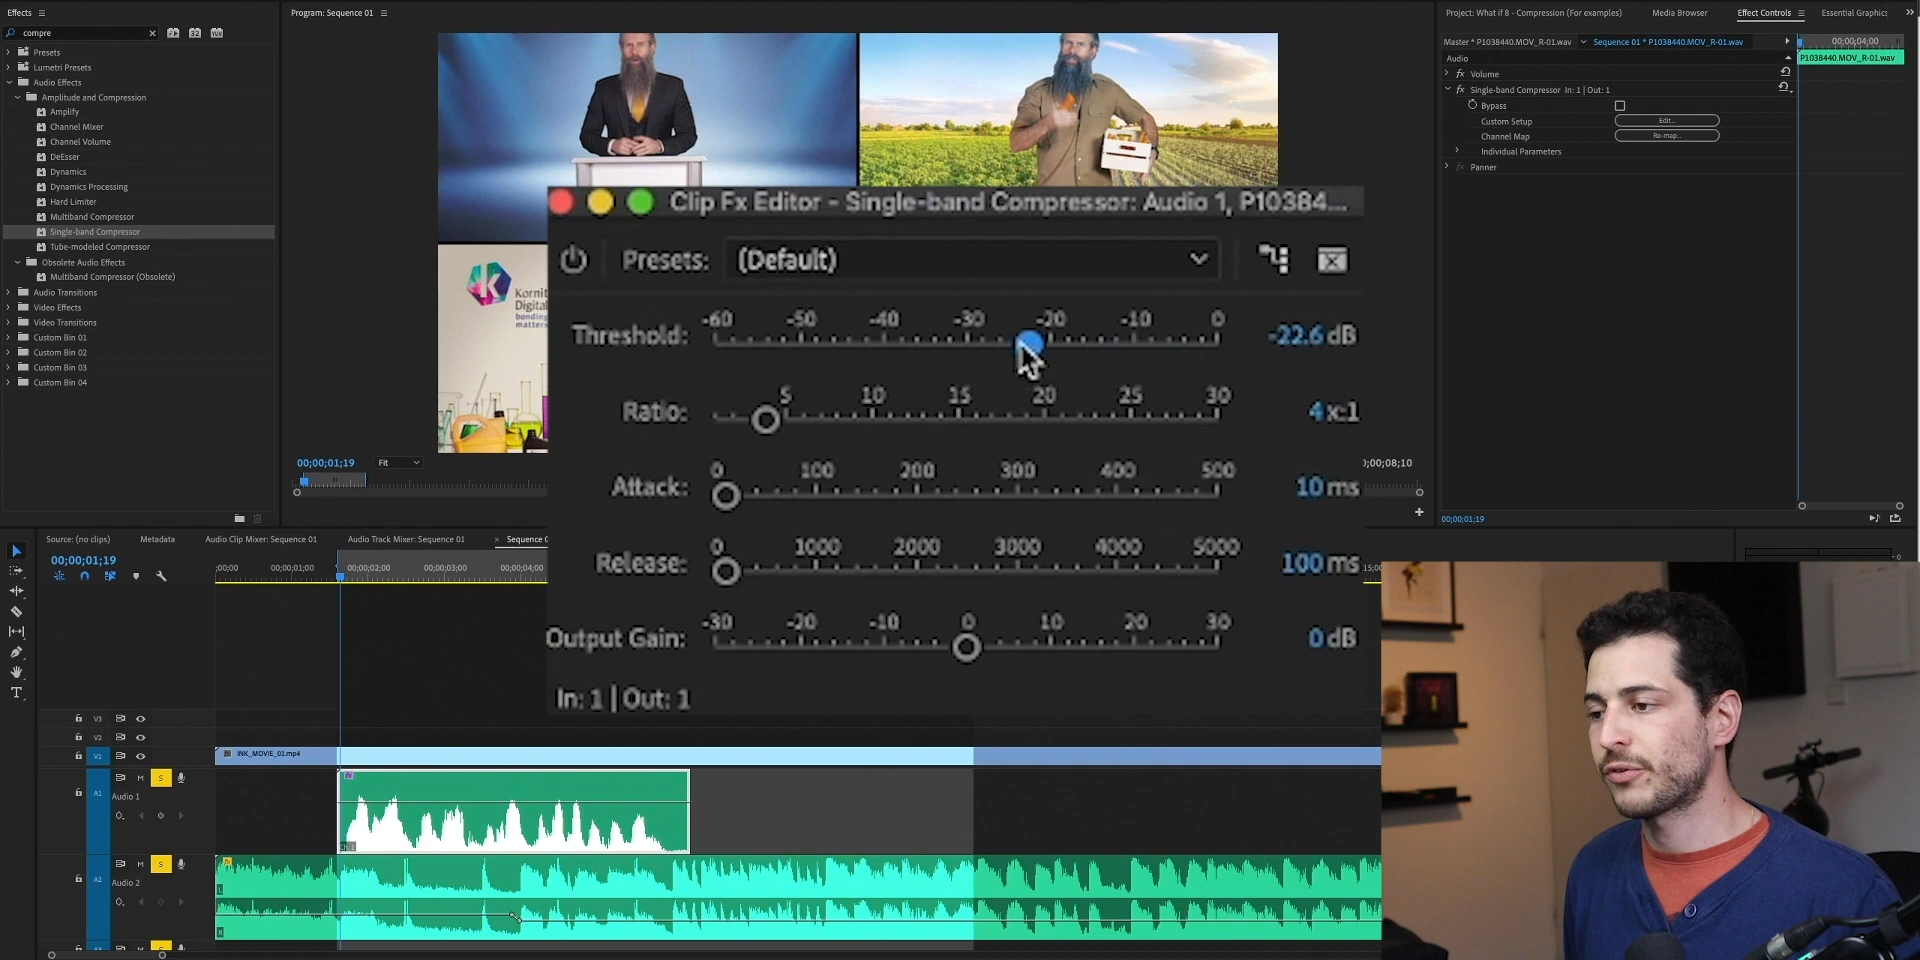 Effects
compre
Presets
Lumetri Presets
Audio Effects
Amplitude and Compression
Amplify
Channel Mixer
Channel Volume
DeEsser
Dynamics
Dynamics Processing
Hard Limiter
Multiband Compressor
Single-band Compressor
Tube-modeled Compressor
Obsolete Audio Effects
Multiband Compressor (Obsolete)
Audio Transitions
Video Effects
Video Transitions
Custom Bin 01
Custom Bin 02
Custom Bin 03
Custom Bin 04
Program: Sequence 01
Kornit
Digital
bonding
matters
00;00;01;19
Fit
;00;08;10
Clip Fx Editor - Single-band Compressor: Audio 1, P10384...
Presets: (Default)
-60 -50 -40 -30 -20 -10 0
Threshold: -22.6 dB
5 10 15 20 25 30
Ratio: 4 x:1
0 100 200 300 400 500
Attack: 10 ms
0 1000 2000 3000 4000 5000
Release: 100 ms
-30 -20 -10 0 10 20 30
Output Gain: 0 dB
In: 1 | Out: 1
Project: What if 8 - Compression (For examples)
Media Browser
Effect Controls
Essential Graphics
Master * P1038440.MOV_R-01.wav
Sequence 01 * P1038440.MOV_R-01.wav
00;00;04;00
Audio
P1038440.MOV_R-01.wav
fx Volume
fx Single-band Compressor In: 1 | Out: 1
Bypass
Custom Setup Edit...
Channel Map Re-map...
Individual Parameters
fx Panner
00;00;01;19
Source: (no clips)
Metadata
Audio Clip Mixer: Sequence 01
Audio Track Mixer: Sequence 01
× Sequence 0
00;00;01;19
;00;00 00;00;01;00 00;00;02;00 00;00;03;00 00;00;04;00
15;00
0
V3
V2
V1
INK_MOVIE_01.mp4
A1 M S
Audio 1
A2 M S
Audio 2
L
R
S